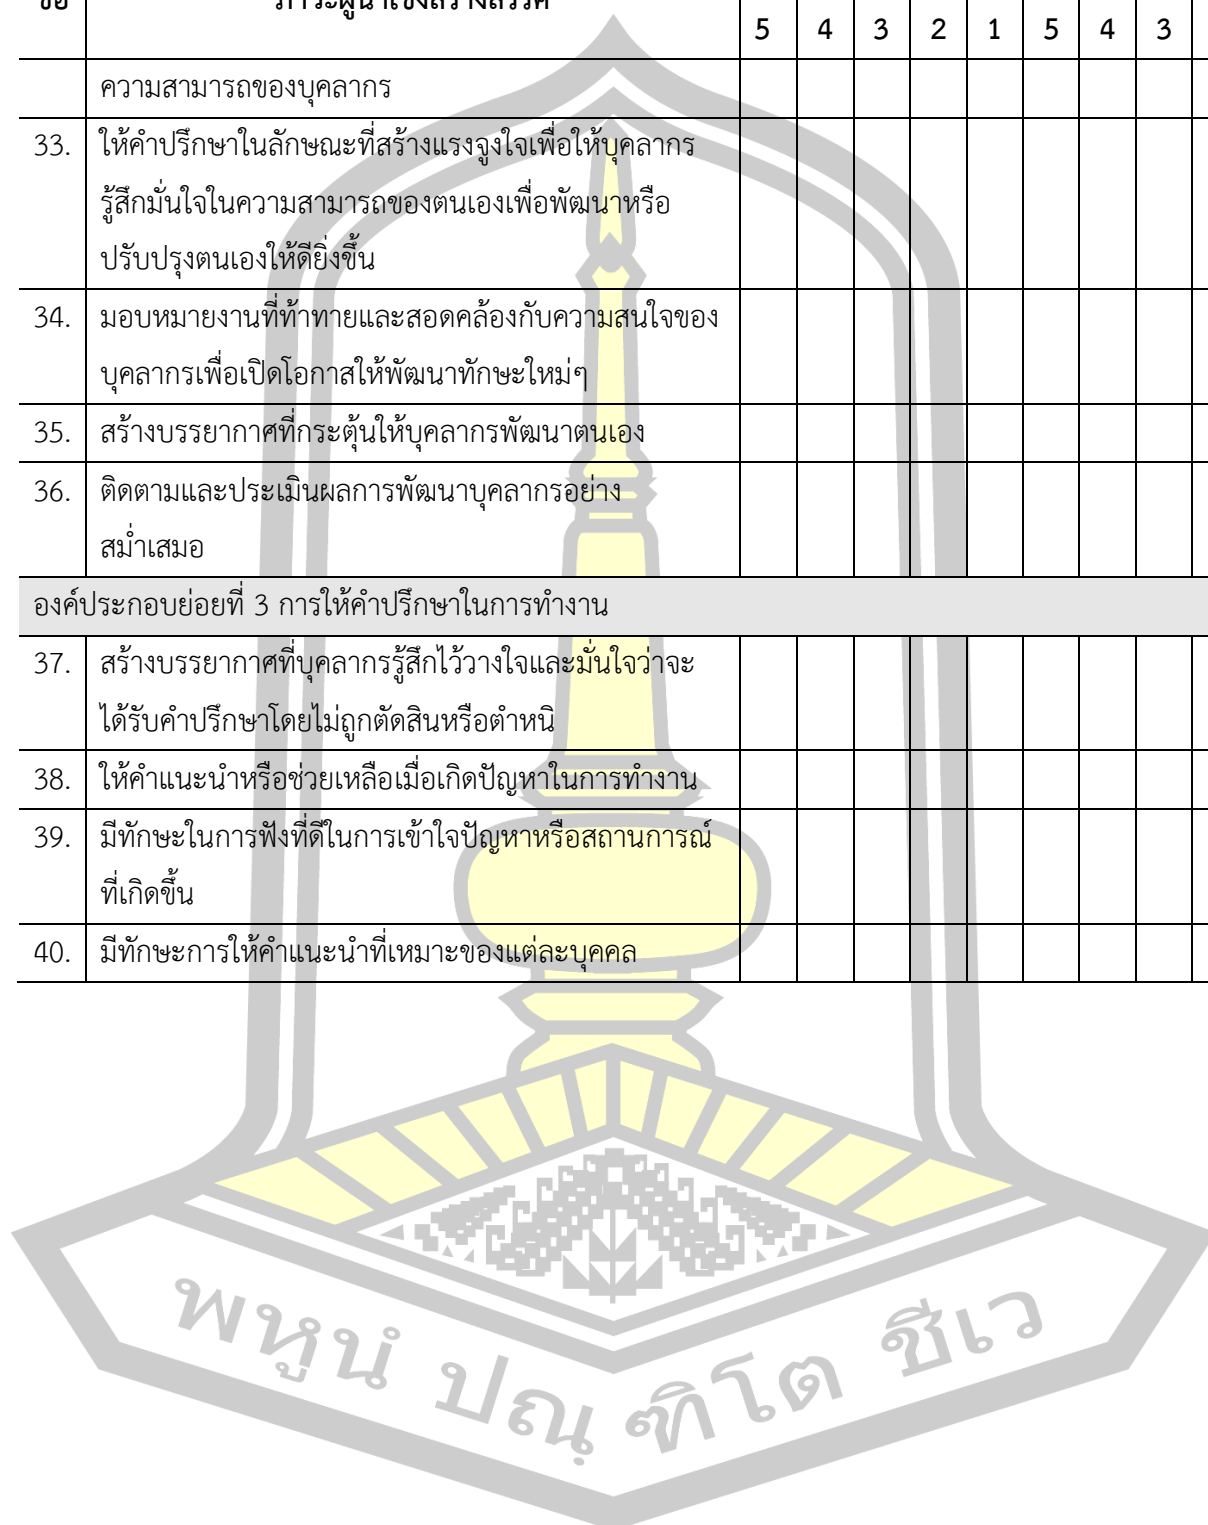 ข้อ ภาวะผู้นำเชิงสร้างสรรค์
5 4 3 2 1 5 4 3
ความสามารถของบุคลากร
33. ให้คำปรึกษาในลักษณะที่สร้างแรงจูงใจเพื่อให้บุคลากร
รู้สึกมั่นใจในความสามารถของตนเองเพื่อพัฒนาหรือ
ปรับปรุงตนเองให้ดียิ่งขึ้น
34. มอบหมายงานที่ท้าทายและสอดคล้องกับความสนใจของ
บุคลากรเพื่อเปิดโอกาสให้พัฒนาทักษะใหม่ๆ
35. สร้างบรรยากาศที่กระตุ้นให้บุคลากรพัฒนาตนเอง
36. ติดตามและประเมินผลการพัฒนาบุคลากรอย่าง
สม่ำเสมอ
องค์ประกอบย่อยที่ 3 การให้คำปรึกษาในการทำงาน
37. สร้างบรรยากาศที่บุคลากรรู้สึกไว้วางใจและมั่นใจว่าจะ
ได้รับคำปรึกษาโดยไม่ถูกตัดสินหรือตำหนิ
38. ให้คำแนะนำหรือช่วยเหลือเมื่อเกิดปัญหาในการทำงาน
39. มีทักษะในการฟังที่ดีในการเข้าใจปัญหาหรือสถานการณ์
ที่เกิดขึ้น
40. มีทักษะการให้คำแนะนำที่เหมาะของแต่ละบุคคล
พหูนํ ปณฺฑิโต ชีเว